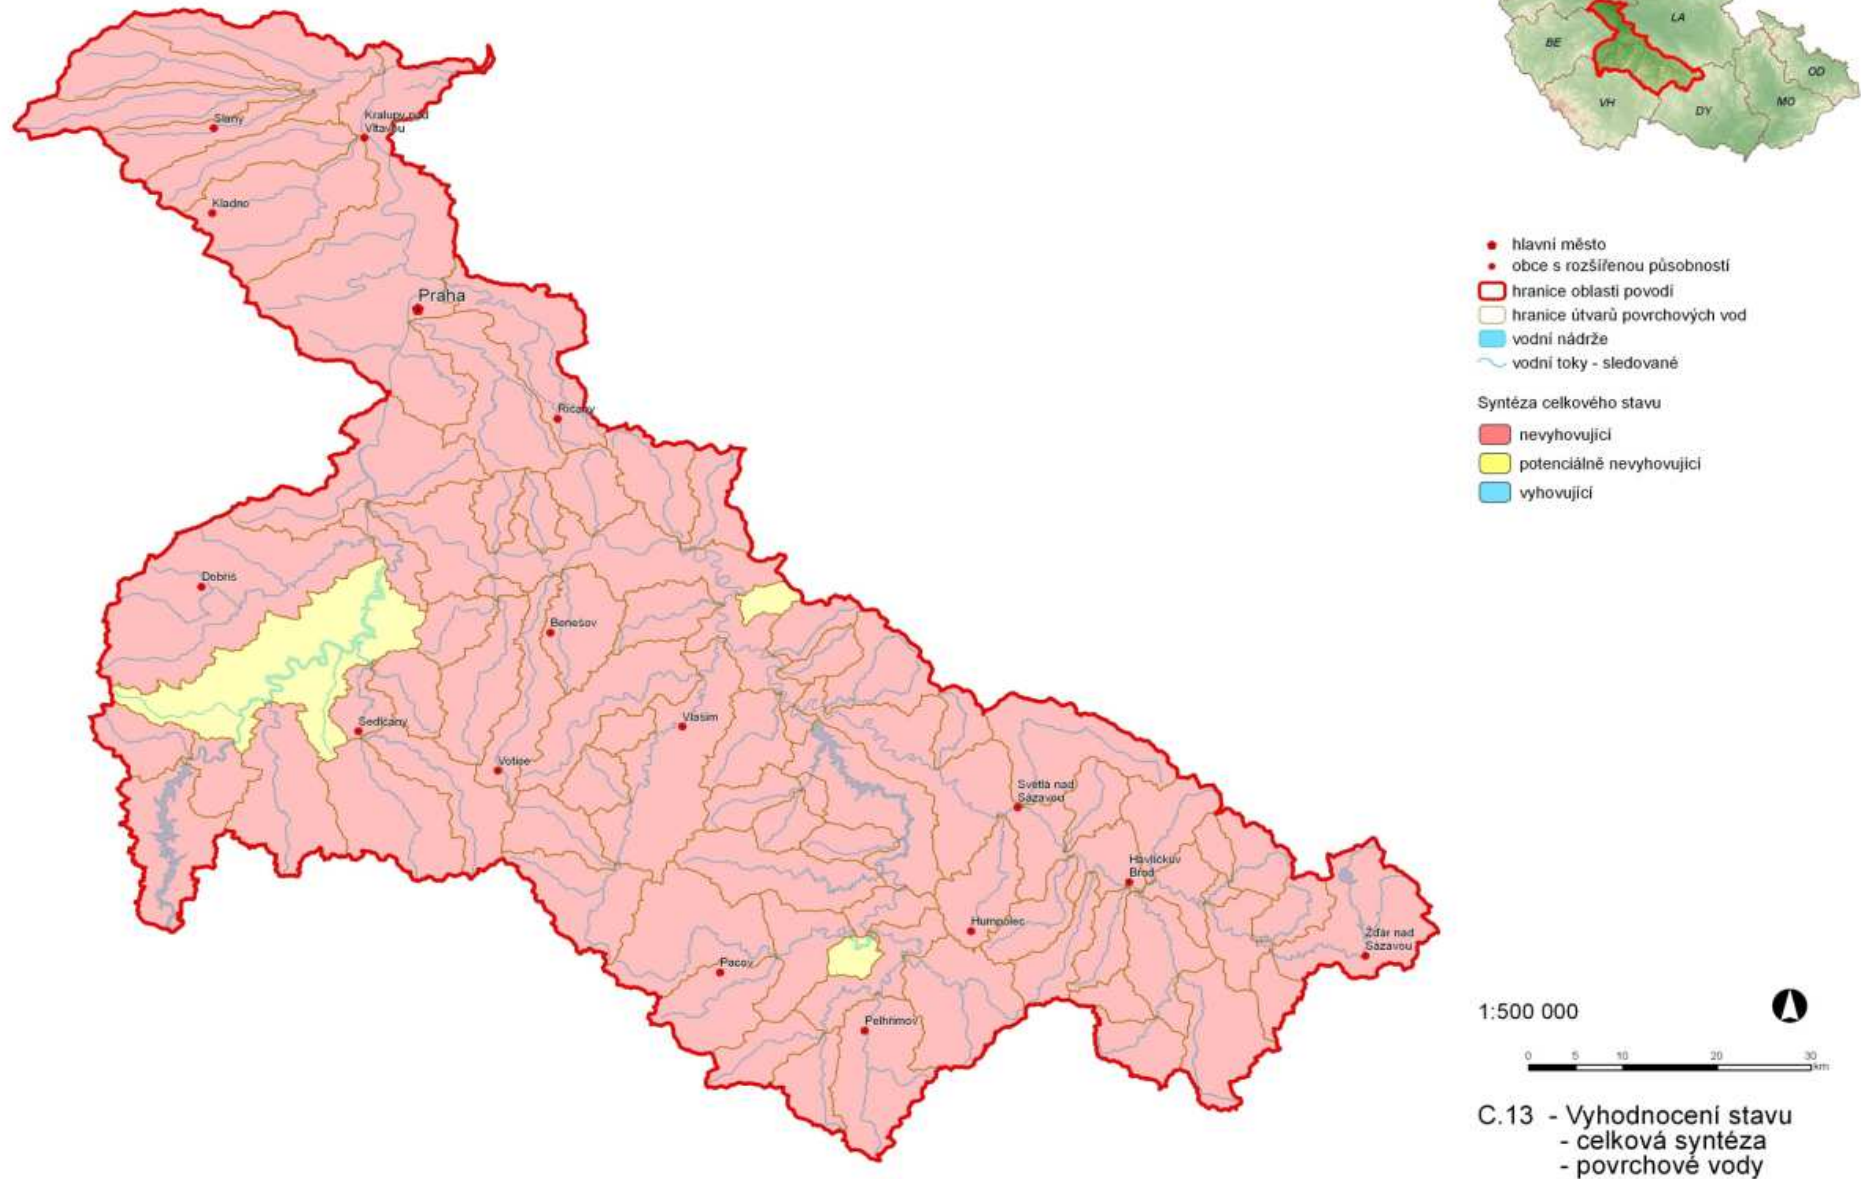 LA
BE
OD
VH
DY
MO
Slaný
Kralupy nad
Vltavou
Kladno
Praha
Říčany
Dobříš
Benešov
Sedlčany
Vlašim
Votice
Světlá nad
Sázavou
Havlíčkův
Brod
Humpolec
Žďár nad
Sázavou
Pacov
Pelhřimov
hlavní město
obce s rozšířenou působností
hranice oblasti povodí
hranice útvarů povrchových vod
vodní nádrže
vodní toky - sledované
Syntéza celkového stavu
nevyhovující
potenciálně nevyhovující
vyhovující
1:500 000
0 5 10 20 30
km
C.13 - Vyhodnocení stavu
- celková syntéza
- povrchové vody